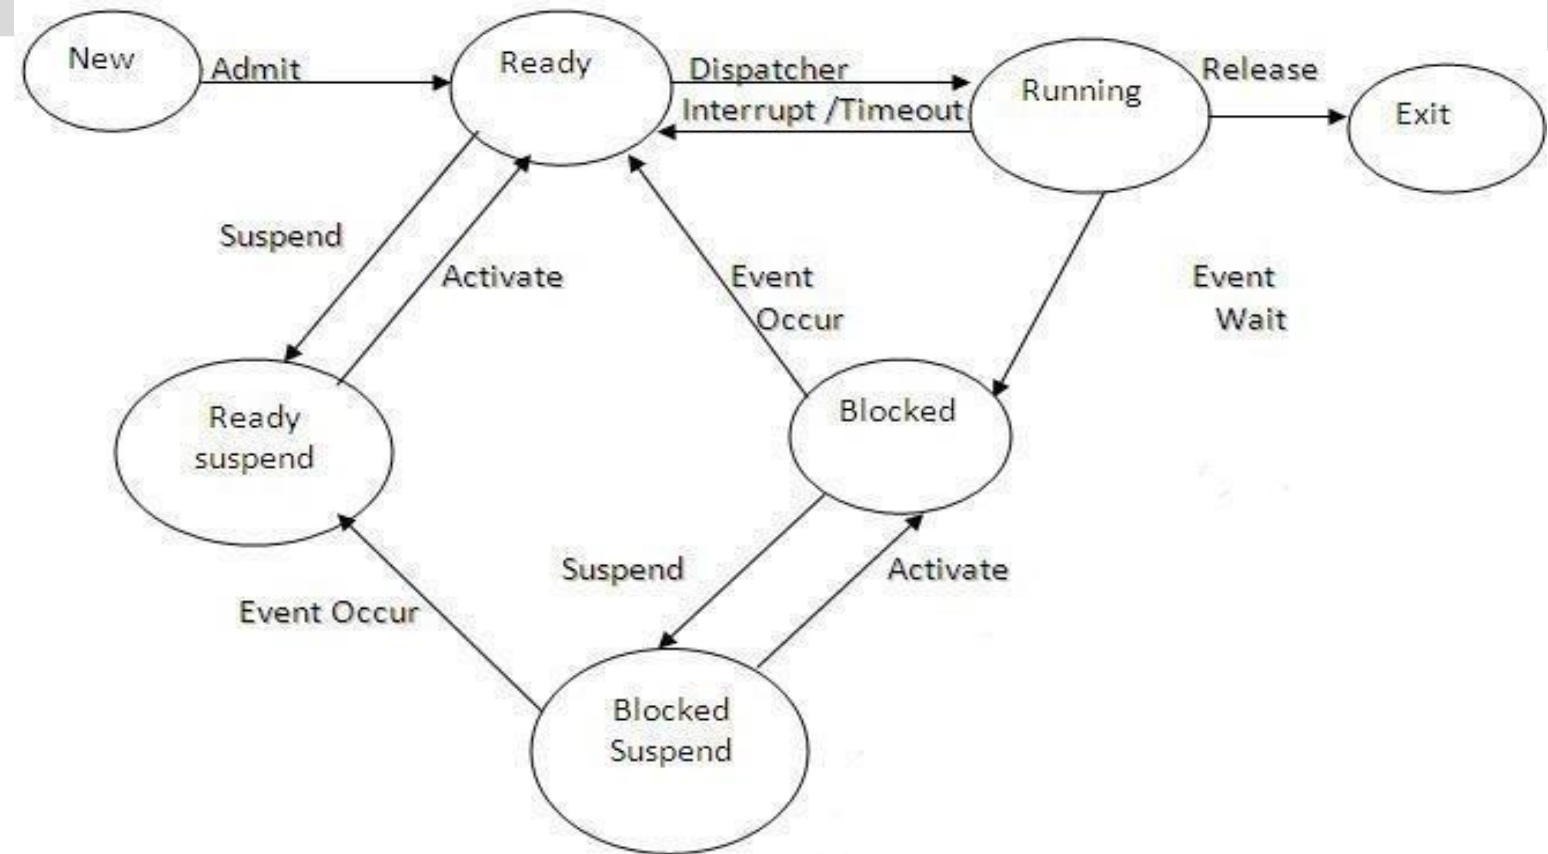 New
Admit
Ready
Dispatcher
Interrupt /Timeout
Running
Release
Exit
Suspend
Activate
Event
Occur
Event
Wait
Ready
suspend
Blocked
Suspend
Activate
Event Occur
Blocked
Suspend